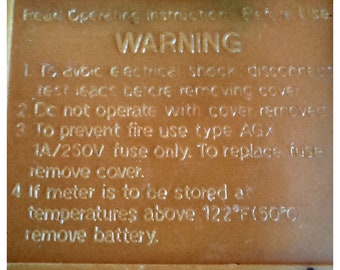 Read Operating Instructions Before Use.
WARNING
1. To avoid electrical shock, disconnect
test leads before removing cover.
2. Do not operate with cover removed.
3. To prevent fire use type AGX
1A/250V fuse only. To replace fuse
remove cover.
4. If meter is to be stored at
temperatures above 122°F(50°C)
remove battery.